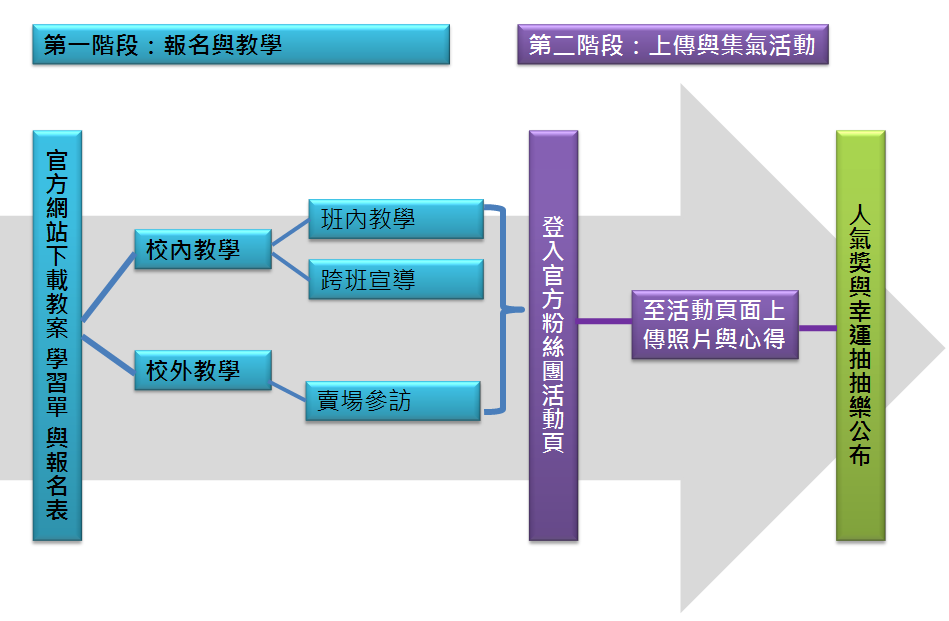 第一階段：報名與教學
第二階段：上傳與集氣活動
官方網站下載教案 學習單 與報名表
校內教學
班內教學
跨班宣導
校外教學
賣場參訪
登入官方粉絲團活動頁
至活動頁面上
傳照片與心得
人氣獎與幸運抽抽樂公布